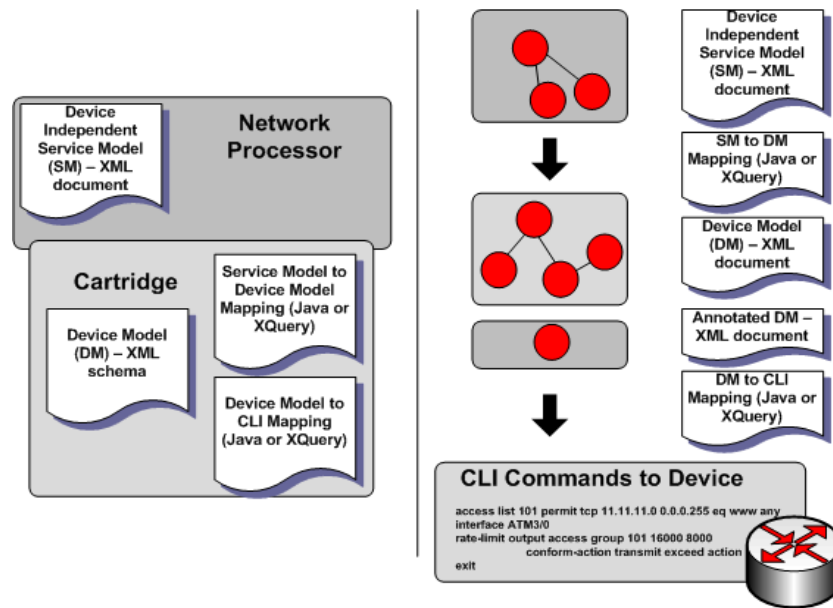 Device
Independent
Service Model
(SM) – XML
document
Network
Processor
Cartridge
Device Model
(DM) – XML
schema
Service Model to
Device Model
Mapping (Java or
XQuery)
Device Model to
CLI Mapping
(Java or XQuery)
Device
Independent
Service Model
(SM) – XML
document
SM to DM
Mapping (Java or
XQuery)
Device Model
(DM) – XML
document
Annotated DM –
XML document
DM to CLI
Mapping (Java or
XQuery)
CLI Commands to Device
access list 101 permit tcp 11.11.11.0 0.0.0.255 eq www any
interface ATM3/0
rate-limit output access group 101 16000 8000
conform-action transmit exceed action
exit